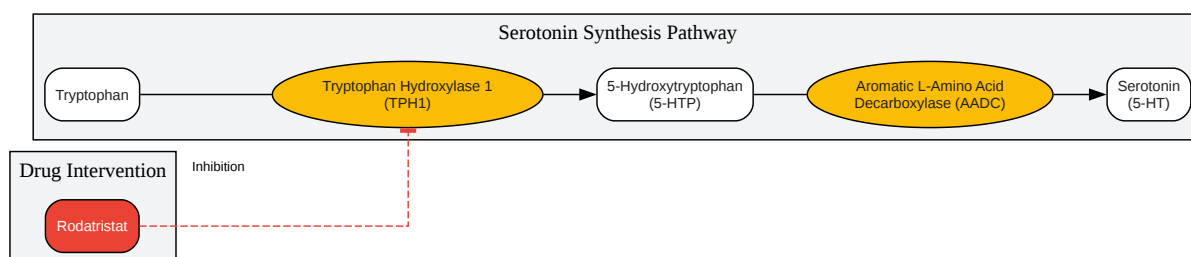 Serotonin Synthesis Pathway
Tryptophan
Tryptophan Hydroxylase 1
(TPH1)
5-Hydroxytryptophan
(5-HTP)
Aromatic L-Amino Acid
Decarboxylase (AADC)
Serotonin
(5-HT)
Drug Intervention
Inhibition
Rodatristat